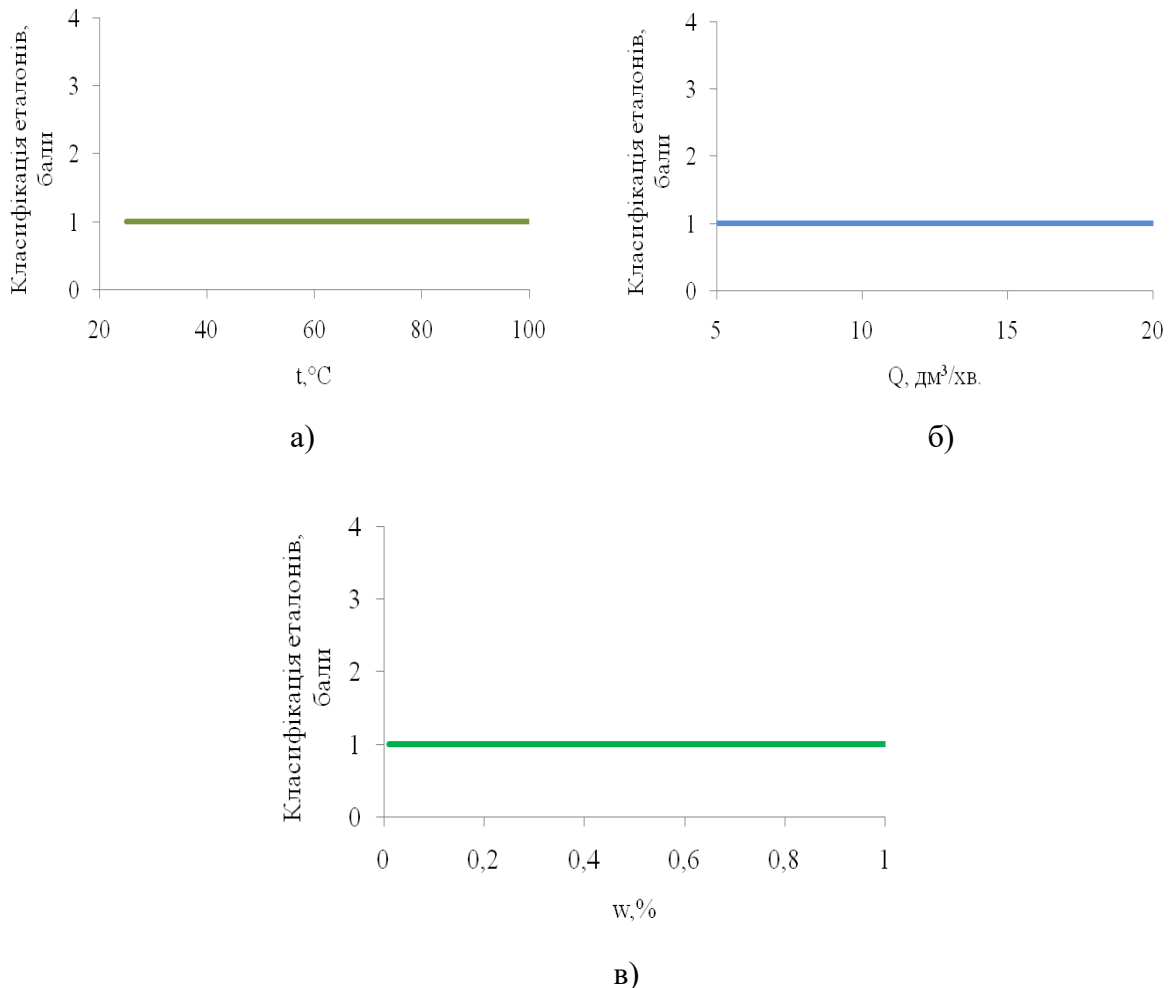 Класифікація еталонів,
бали
4
3
2
1
0
20 40 60 80 100
t,°C
а)
Класифікація еталонів,
бали
4
3
2
1
0
5 10 15 20
Q, дм³/хв.
б)
Класифікація еталонів,
бали
4
3
2
1
0
0 0,2 0,4 0,6 0,8 1
w,%
в)